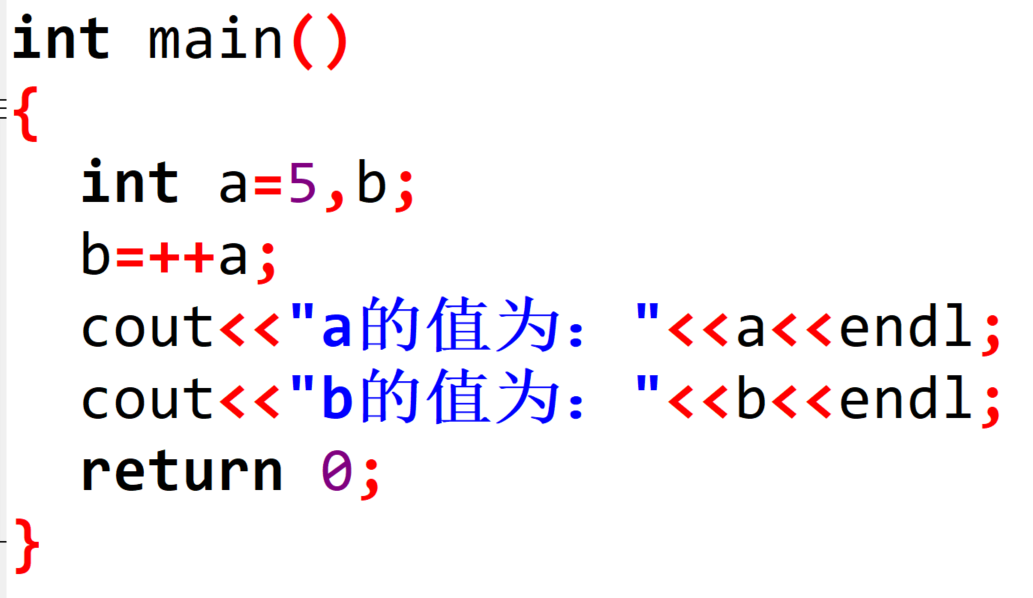 int main()
{
int a=5,b;
b=++a;
cout<<"a的值为："<<a<<endl;
cout<<"b的值为："<<b<<endl;
return 0;
}